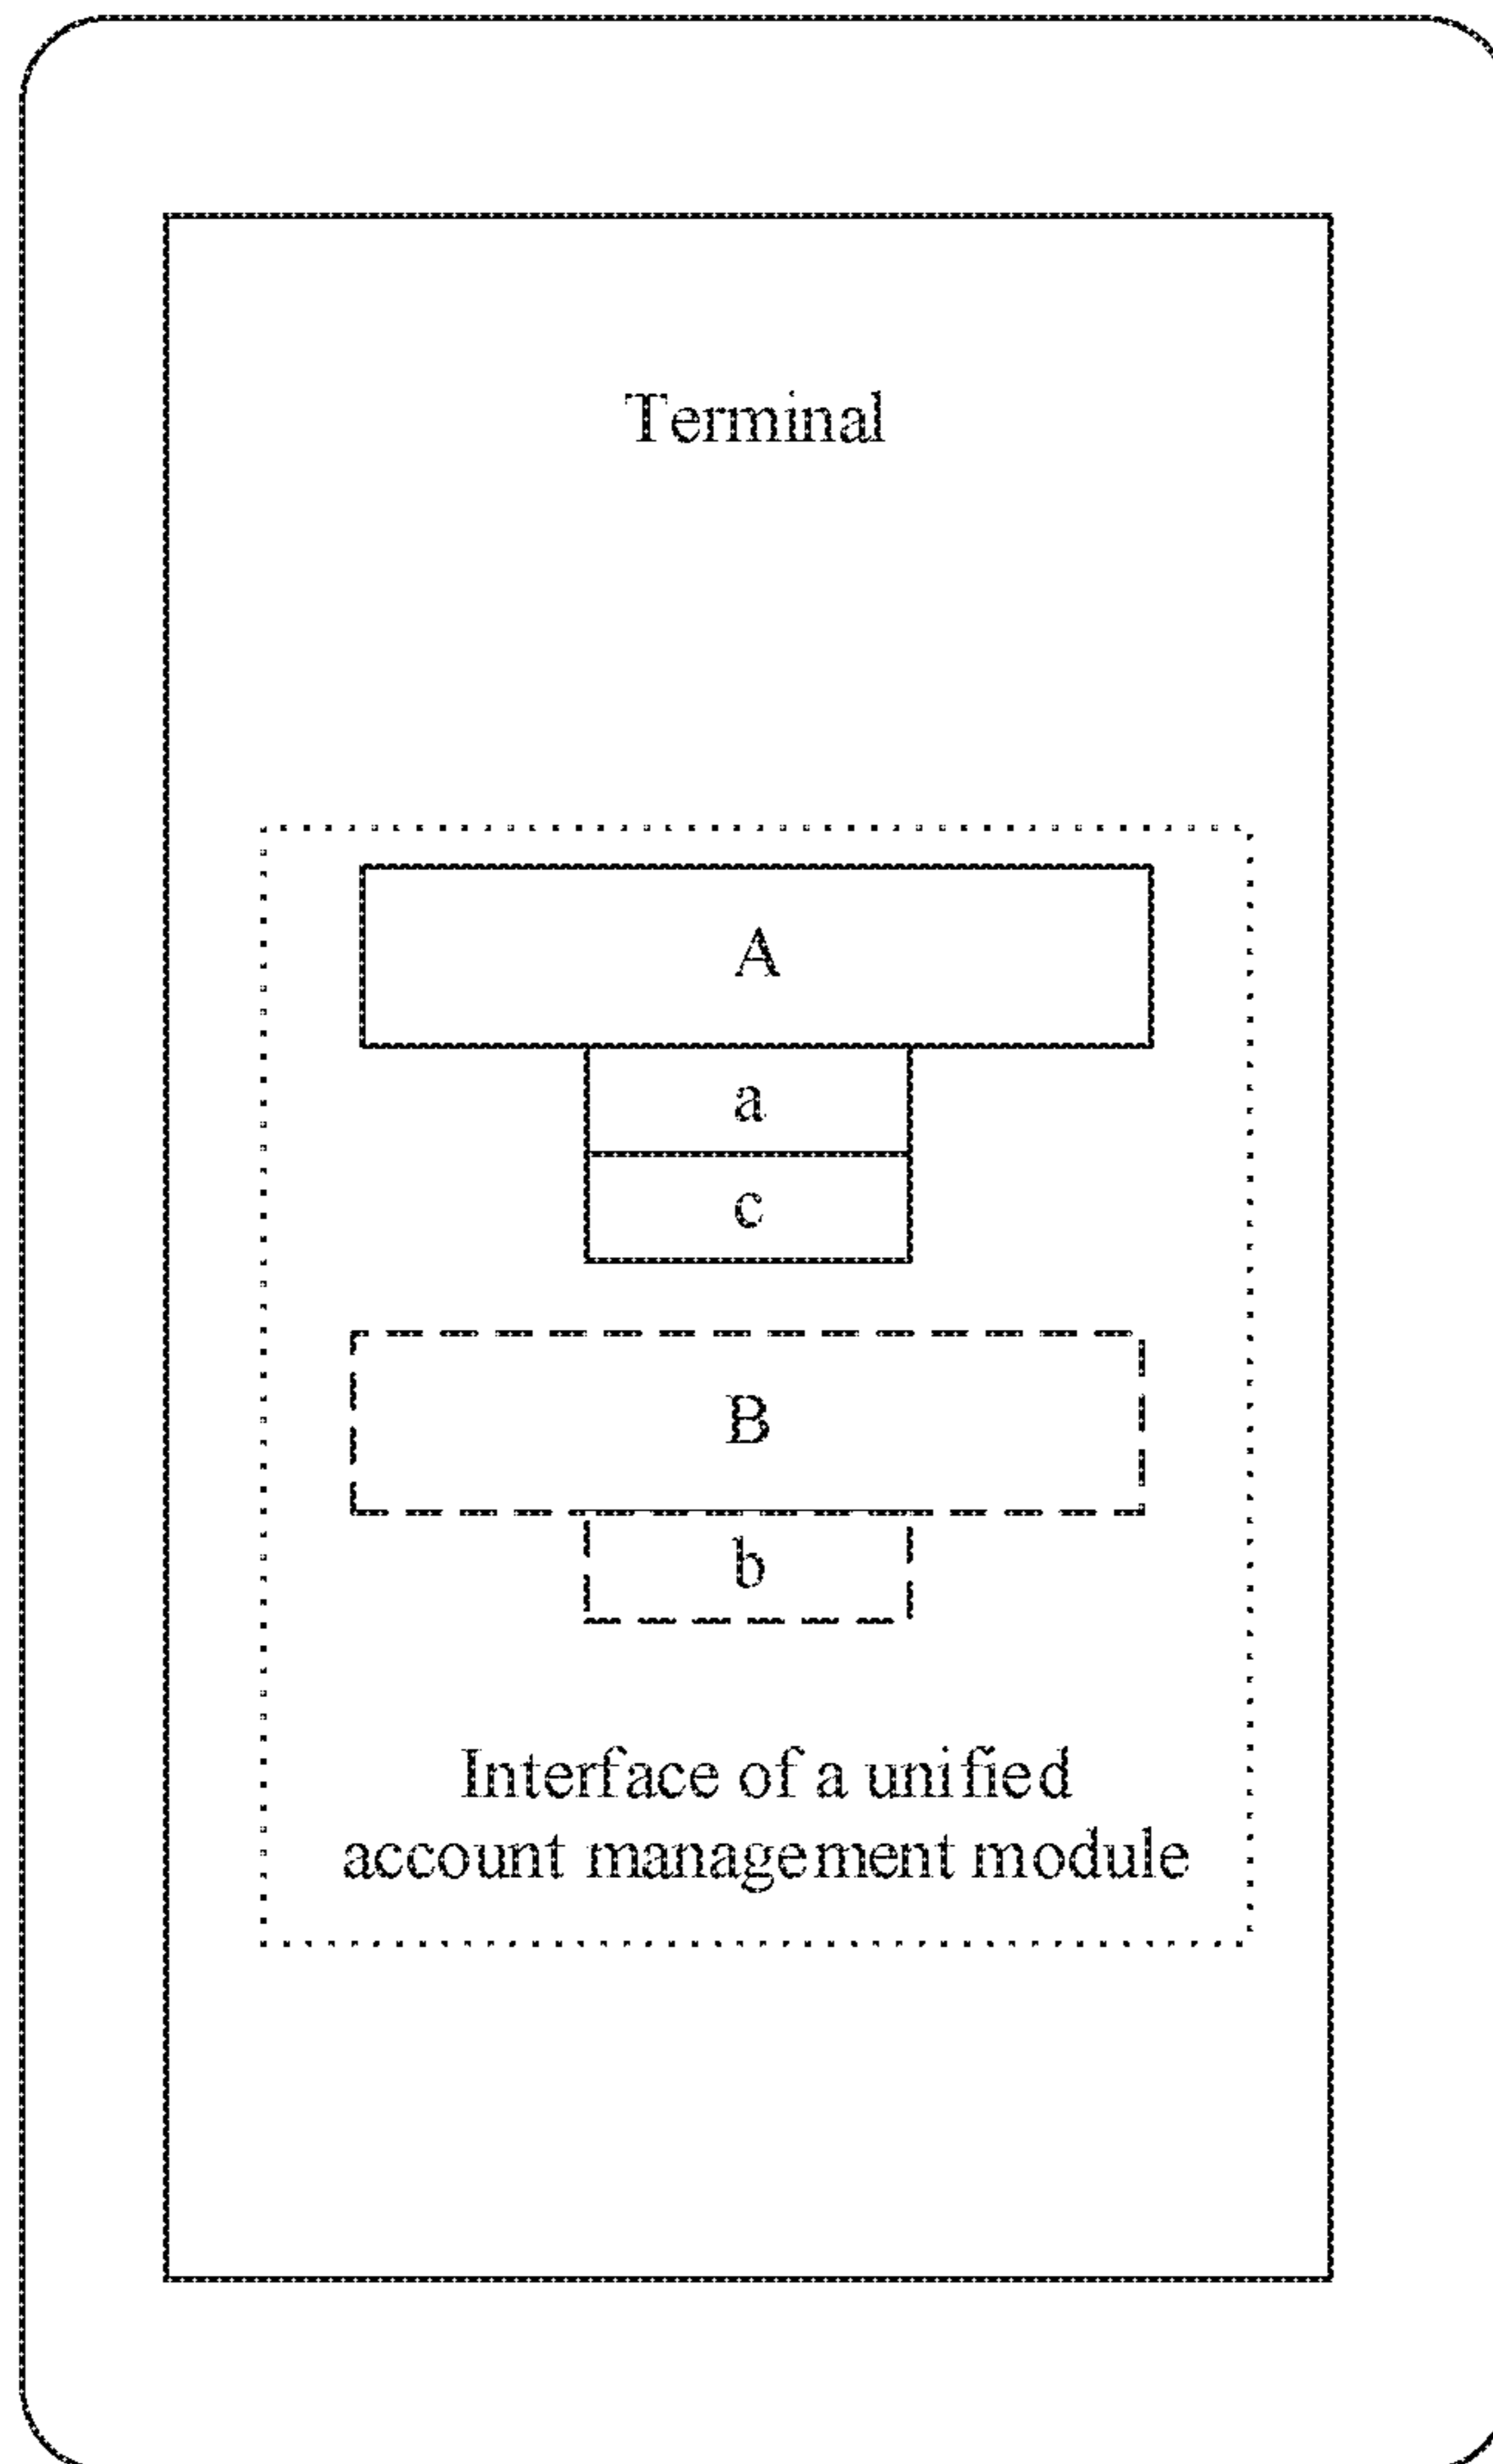 Terminal
A
a
c
B
b
Interface of a unified
account management module